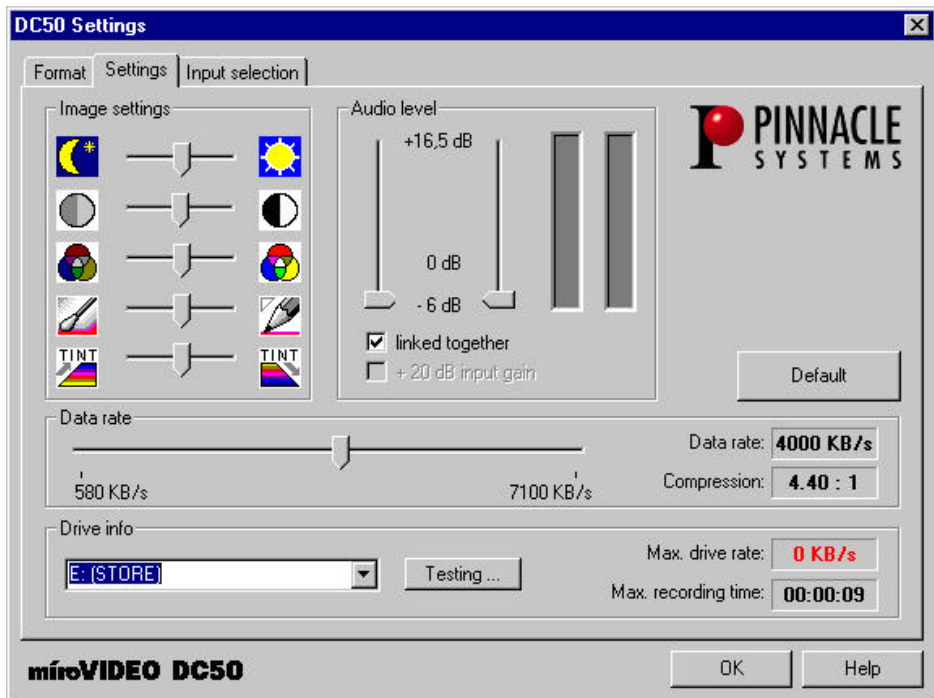 DC50 Settings
Format Settings Input selection
Image settings
TINT TINT
Audio level
+16,5 dB
0 dB
- 6 dB
linked together
+ 20 dB input gain
PINNACLE
SYSTEMS
Default
Data rate
580 KB/s 7100 KB/s
Data rate: 4000 KB/s
Compression: 4.40 : 1
Drive info
E: (STORE)
Testing ...
Max. drive rate: 0 KB/s
Max. recording time: 00:00:09
míroVIDEO DC50
OK Help